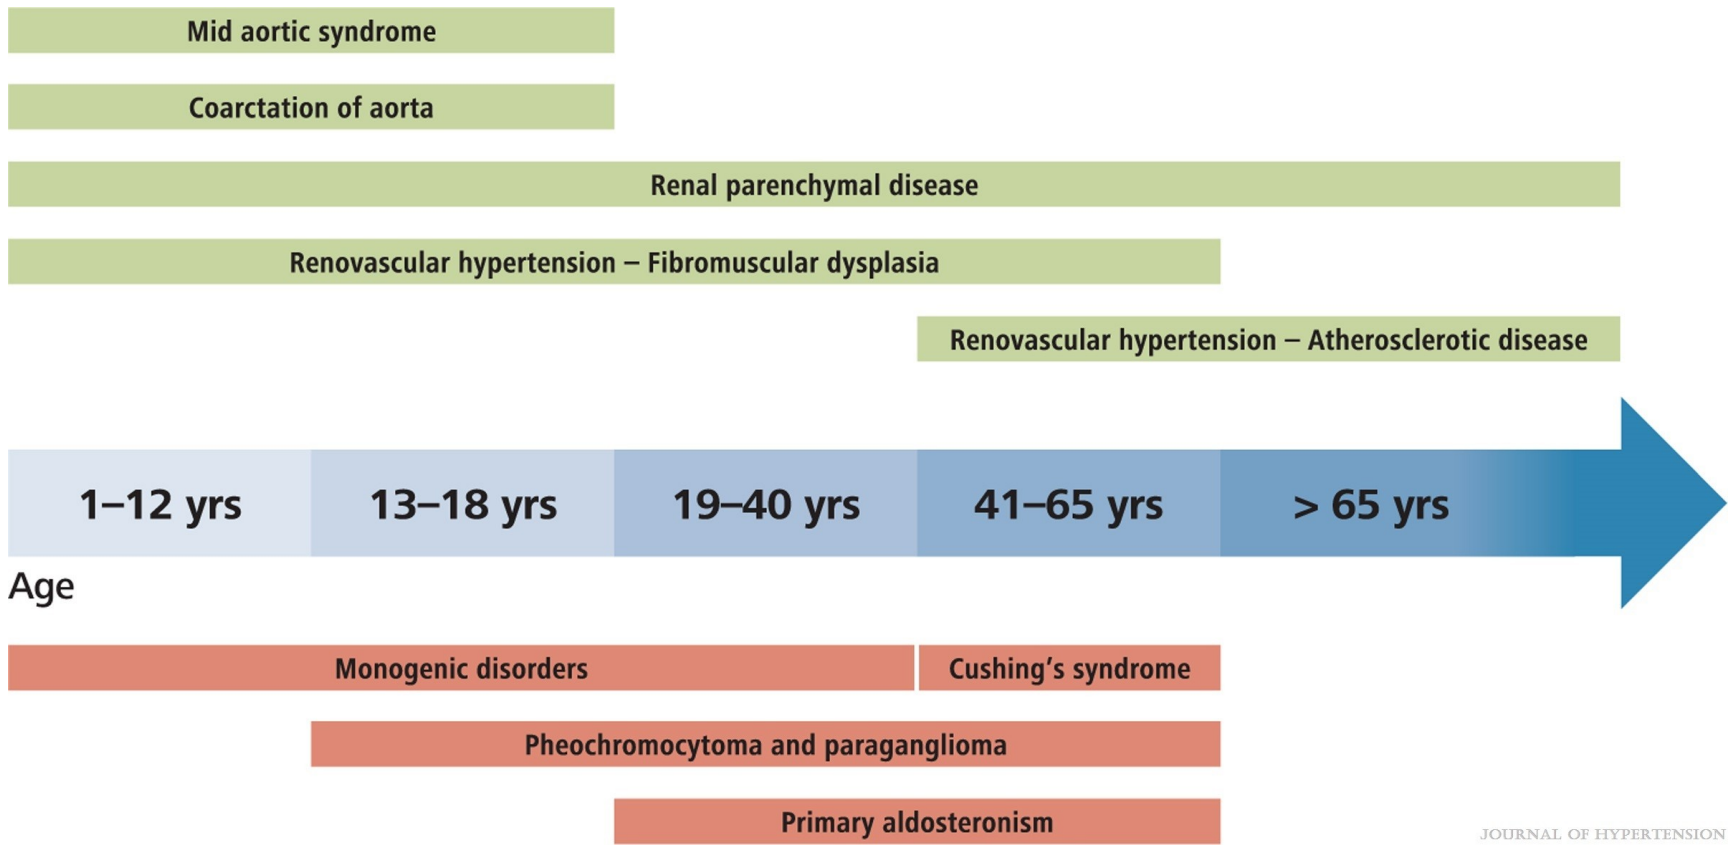 Mid aortic syndrome
Coarctation of aorta
Renal parenchymal disease
Renovascular hypertension – Fibromuscular dysplasia
Renovascular hypertension – Atherosclerotic disease
1–12 yrs 13–18 yrs 19–40 yrs 41–65 yrs > 65 yrs
Age
Monogenic disorders Cushing’s syndrome
Pheochromocytoma and paraganglioma
Primary aldosteronism
JOURNAL OF HYPERTENSION